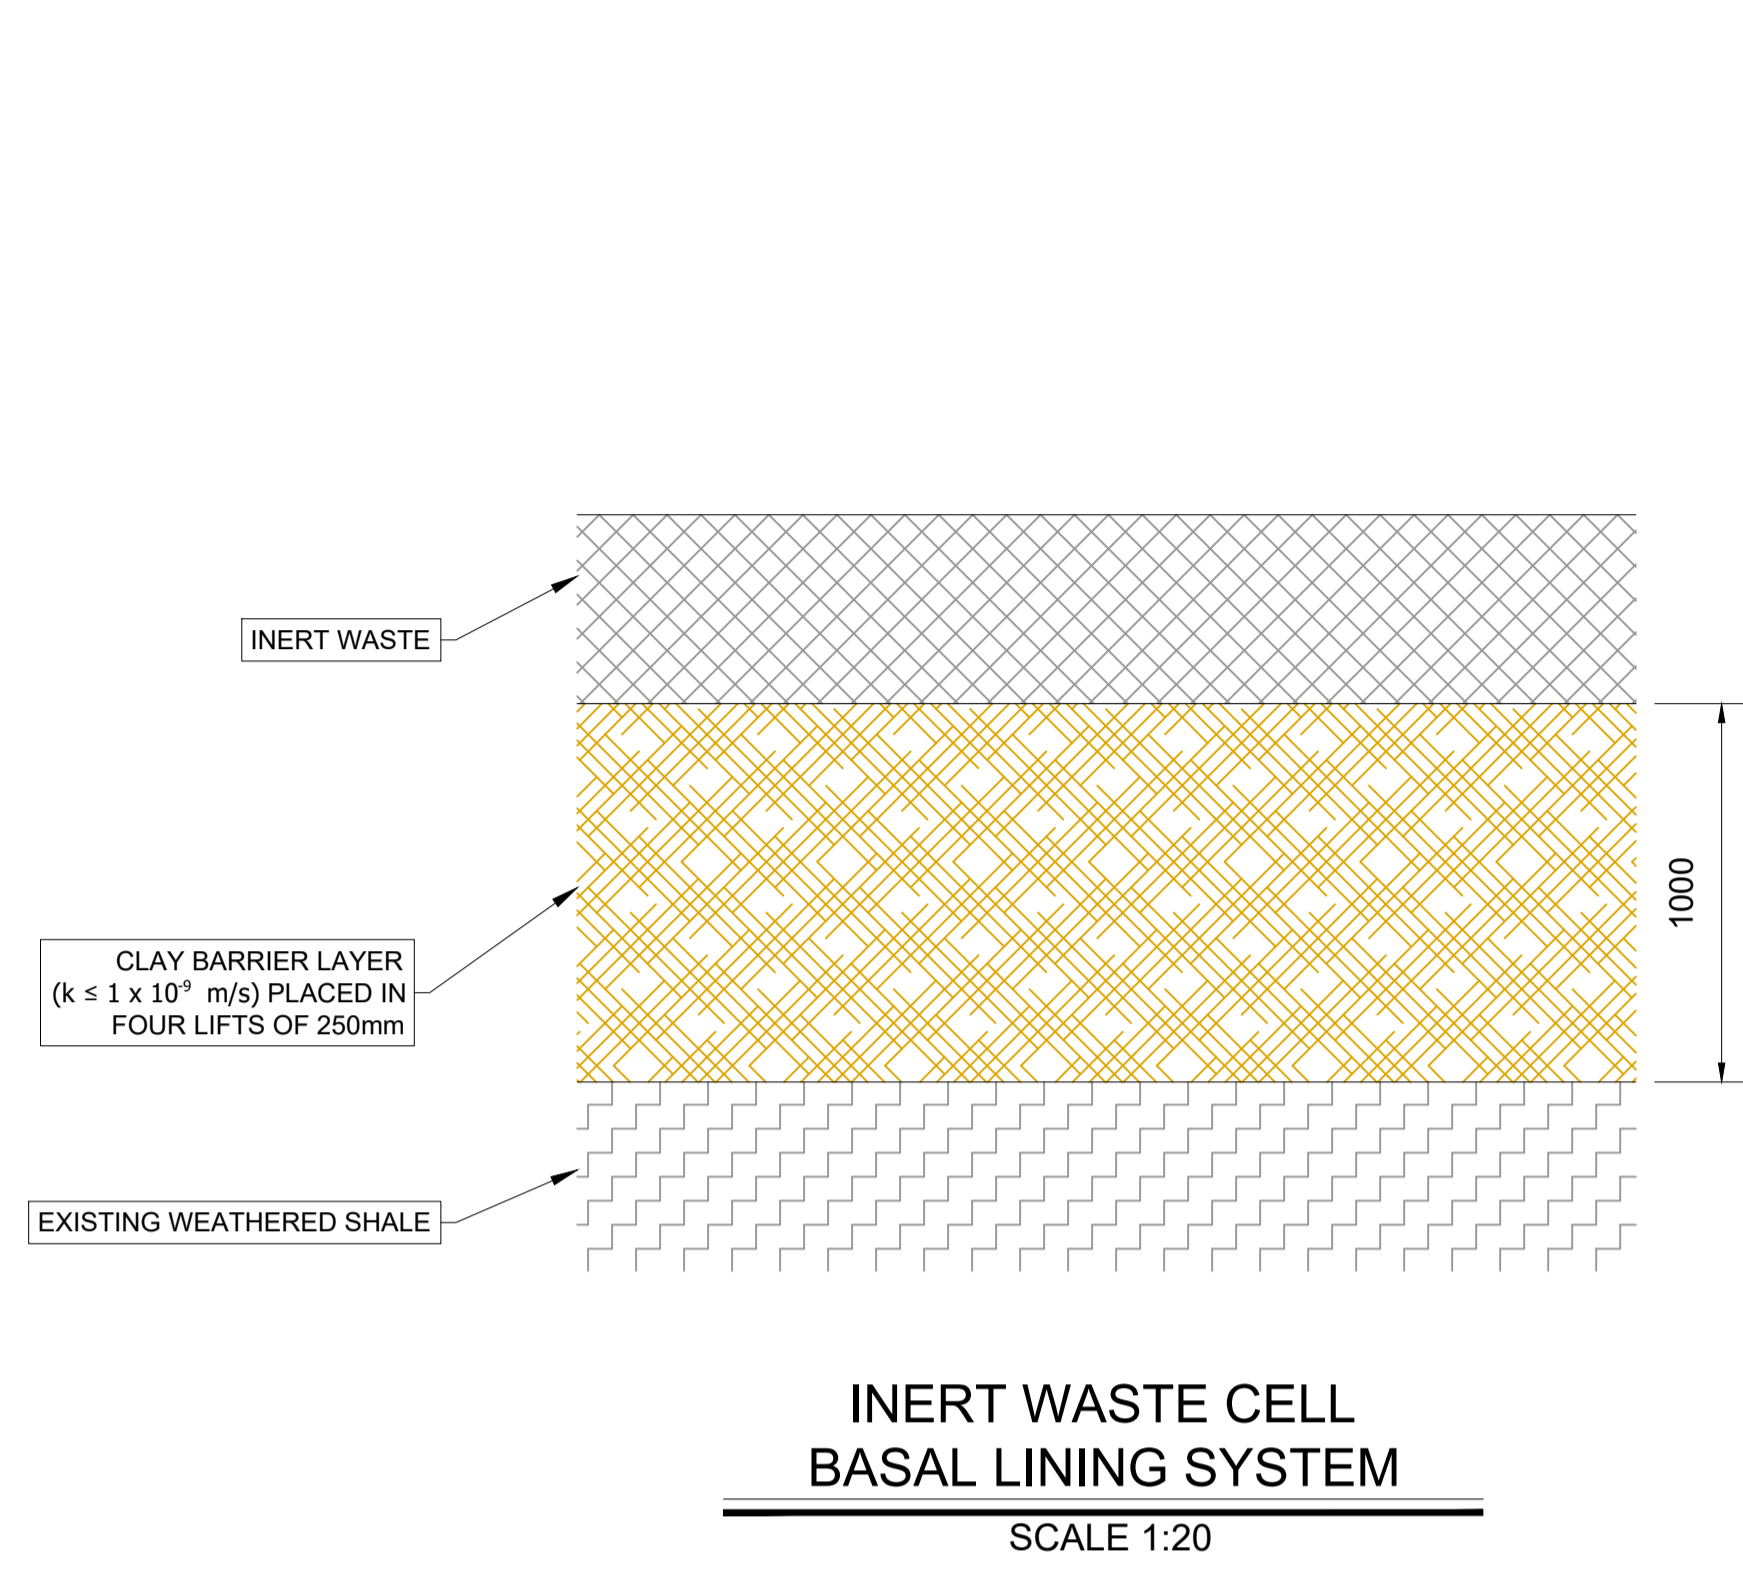 INERT WASTE
CLAY BARRIER LAYER
(k ≤ 1 x 10⁻⁹ m/s) PLACED IN
FOUR LIFTS OF 250mm
1000
EXISTING WEATHERED SHALE
INERT WASTE CELL
BASAL LINING SYSTEM
SCALE 1:20